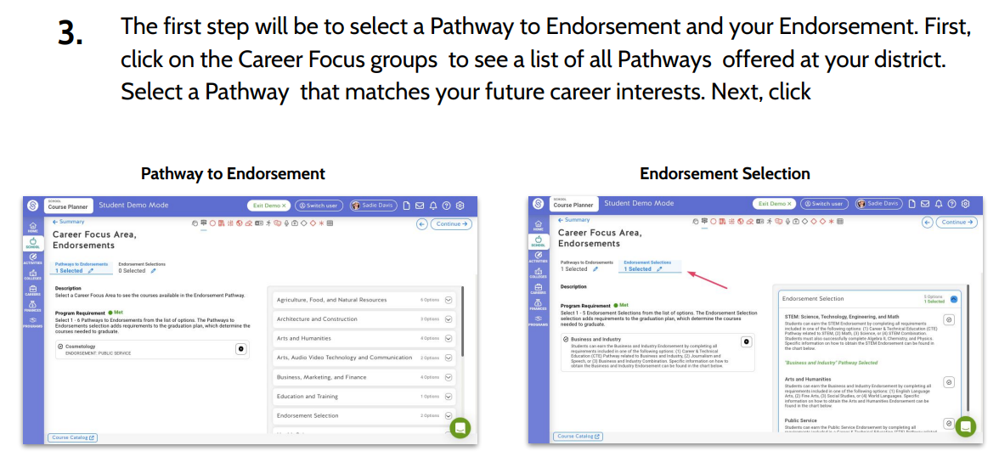 3.
The first step will be to select a Pathway to Endorsement and your Endorsement. First,
click on the Career Focus groups to see a list of all Pathways offered at your district.
Select a Pathway that matches your future career interests. Next, click
Pathway to Endorsement
SCHOOL
Course Planner
Student Demo Mode
Exit Demo ×
Switch user
Sadie Davis
← Summary
Continue →
Career Focus Area,
Endorsements
HOME
SCHOOL
ACTIVITIES
COLLEGES
CAREERS
FINANCES
PROGRAMS
Pathways to Endorsements
1 Selected
Endorsement Selections
0 Selected
Description
Select a Career Focus Area to see the courses available in the Endorsement Pathway.
Program Requirement Met
Select 1 - 6 Pathways to Endorsements from the list of options. The Pathways to
Endorsements selection adds requirements to the graduation plan, which determine the
courses needed to graduate.
Cosmetology
ENDORSEMENT: PUBLIC SERVICE
Agriculture, Food, and Natural Resources
6 Options
Architecture and Construction
3 Options
Arts and Humanities
4 Options
Arts, Audio Video Technology and Communication
3 Options
Business, Marketing, and Finance
4 Options
Education and Training
1 Options
Endorsement Selection
3 Options
Course Catalog
Endorsement Selection
SCHOOL
Course Planner
Student Demo Mode
Exit Demo ×
Switch user
Sadie Davis
← Summary
Continue →
Career Focus Area,
Endorsements
HOME
SCHOOL
ACTIVITIES
COLLEGES
CAREERS
FINANCES
PROGRAMS
Pathways to Endorsements
1 Selected
Endorsement Selections
1 Selected
Description
Program Requirement Met
Select 1 - 5 Endorsement Selections from the list of options. The Endorsement Selection
selection adds requirements to the graduation plan, which determine the courses
needed to graduate.
Business and Industry
Students can earn the Business and Industry Endorsement by completing all
requirements included in one of the following options: (1) Career & Technical
Education (CTE) Pathway related to Business and Industry, (2) Journalism and
Speech, or (3) Business and Industry Combination. Specific information on how to
obtain the Business and Industry Endorsement can be found in the chart below.
Endorsement Selection
5 Options
1 Selected
STEM: Science, Technology, Engineering, and Math
Students can earn the STEM Endorsement by completing all requirements
included in one of the following options: (1) Career & Technical Education (CTE)
Pathway related to STEM, (2) Math, (3) Science, or (4) STEM Combination.
Students must also successfully complete Algebra II, Chemistry, and Physics.
Specific information on how to obtain the STEM Endorsement can be found in
the chart below.
"Business and Industry" Pathway Selected
Arts and Humanities
Students can earn the Business and Industry Endorsement by completing all
requirements included in one of the following options: (1) English Language
Arts, (2) Fine Arts, (3) Social Studies, or (4) World Languages. Specific
information on how to obtain the Arts and Humanities Endorsement can be
found in the chart below.
Public Service
Students can earn the Public Service Endorsement by completing all
Course Catalog